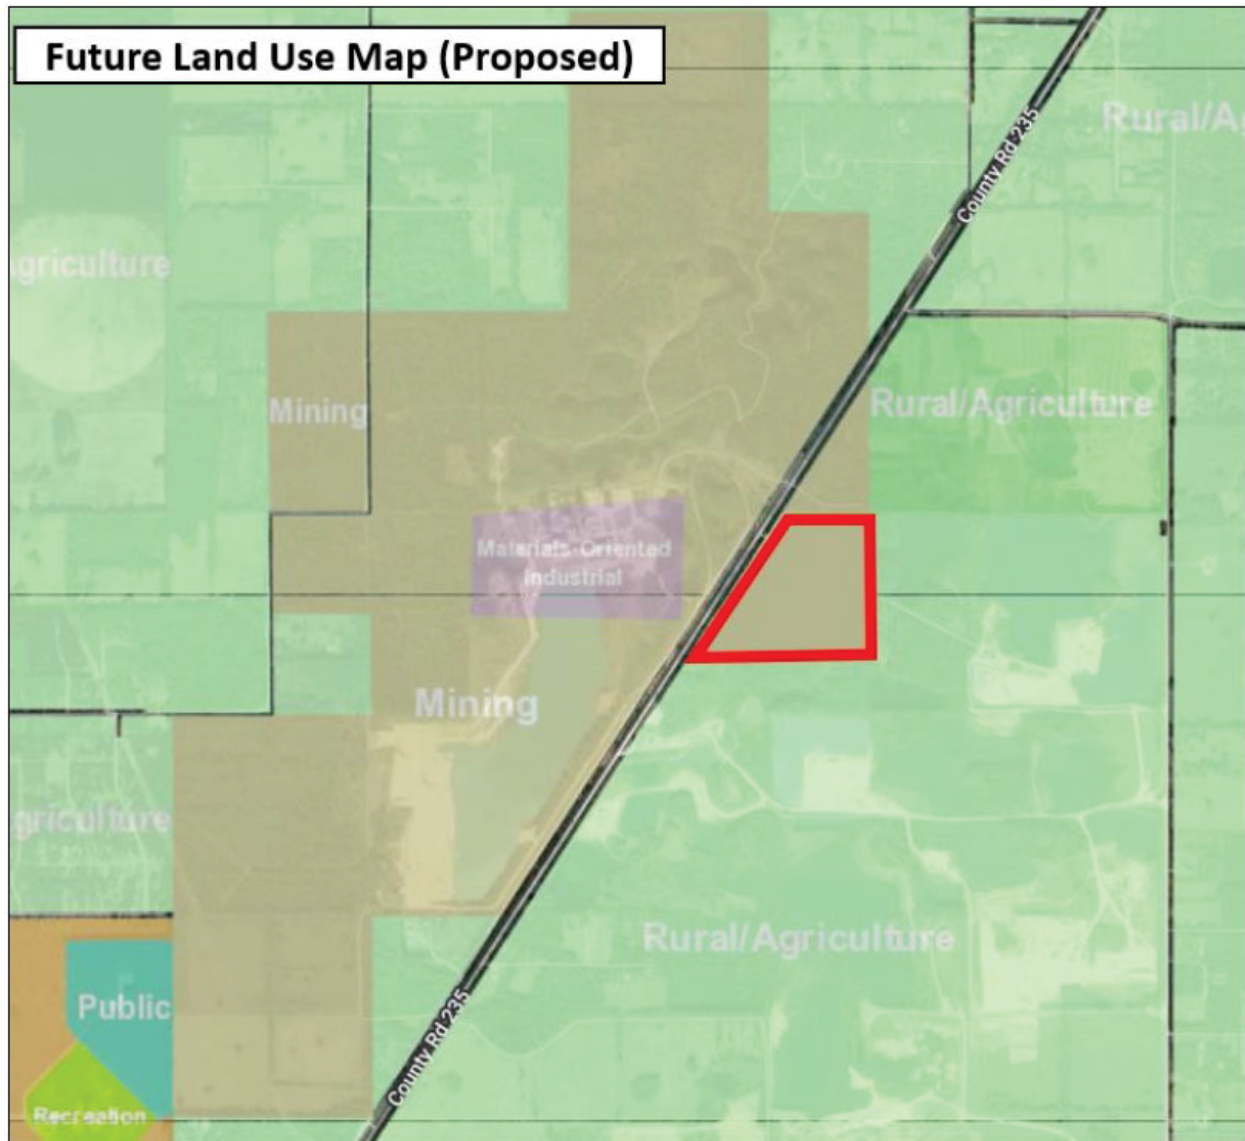 Future Land Use Map (Proposed)
Rural/Ag
County Rd 235
griculture
Mining
Rural/Agriculture
Materials-Oriented
Industrial
Mining
griculture
Rural/Agriculture
Public
County Rd 235
Recreation